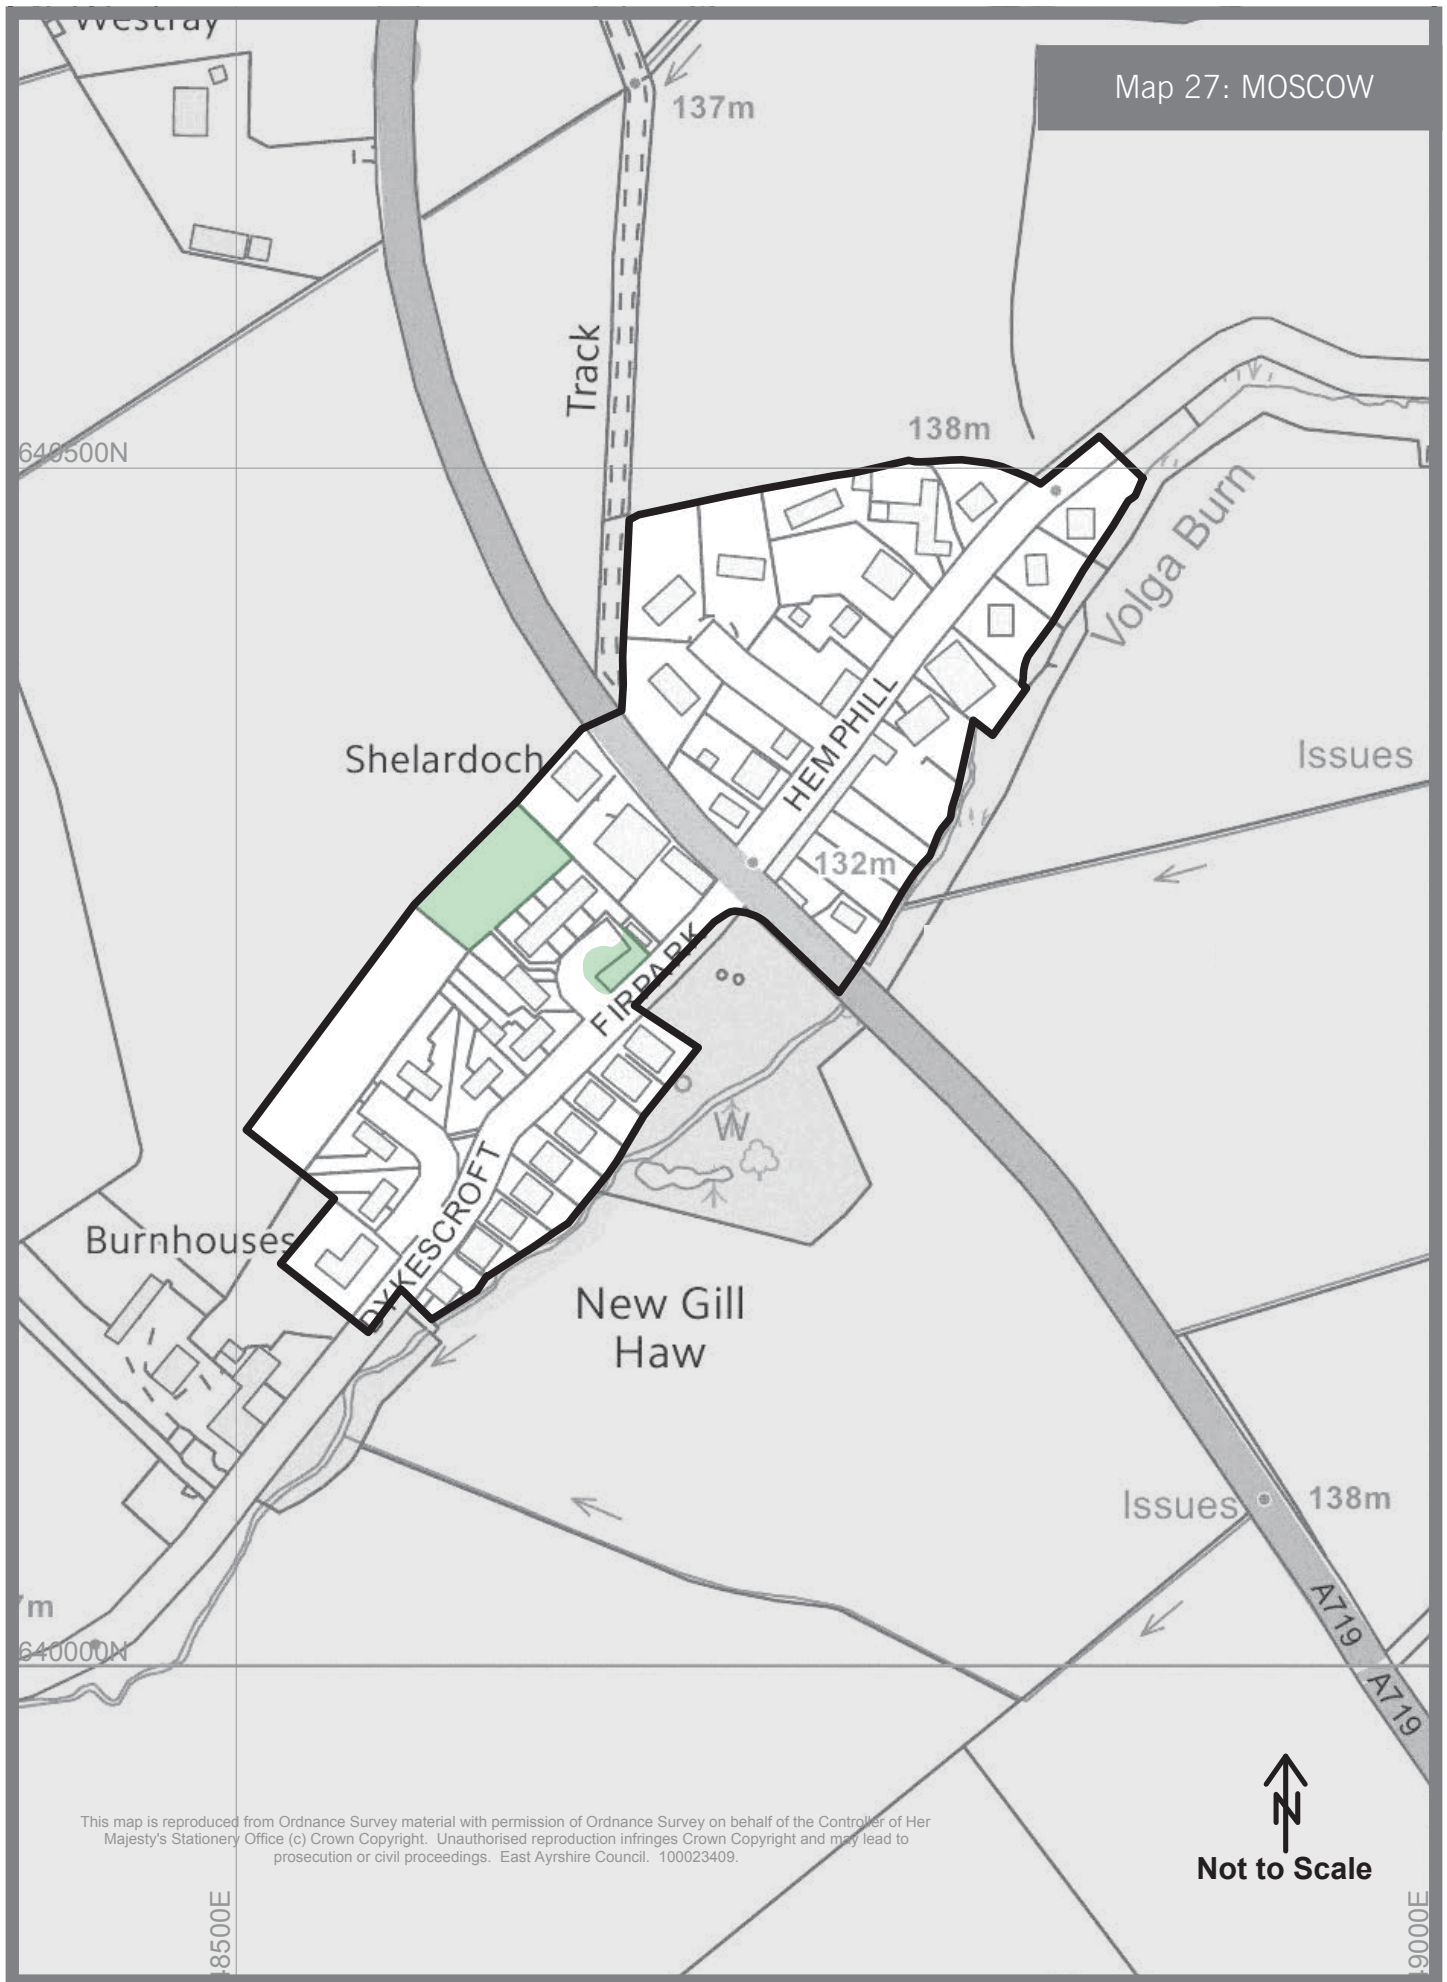 Westray
Map 27: MOSCOW
137m
Track
138m
640500N
Volga Burn
Shelardoch
HEMPHILL
Issues
132m
FIRPARK
W
DYKESCROFT
Burnhouses
New Gill
Haw
Issues
138m
A719
7m
640000N
A719
N
Not to Scale
This map is reproduced from Ordnance Survey material with permission of Ordnance Survey on behalf of the Controller of Her
Majesty's Stationery Office (c) Crown Copyright. Unauthorised reproduction infringes Crown Copyright and may lead to
prosecution or civil proceedings. East Ayrshire Council. 100023409.
48500E
49000E